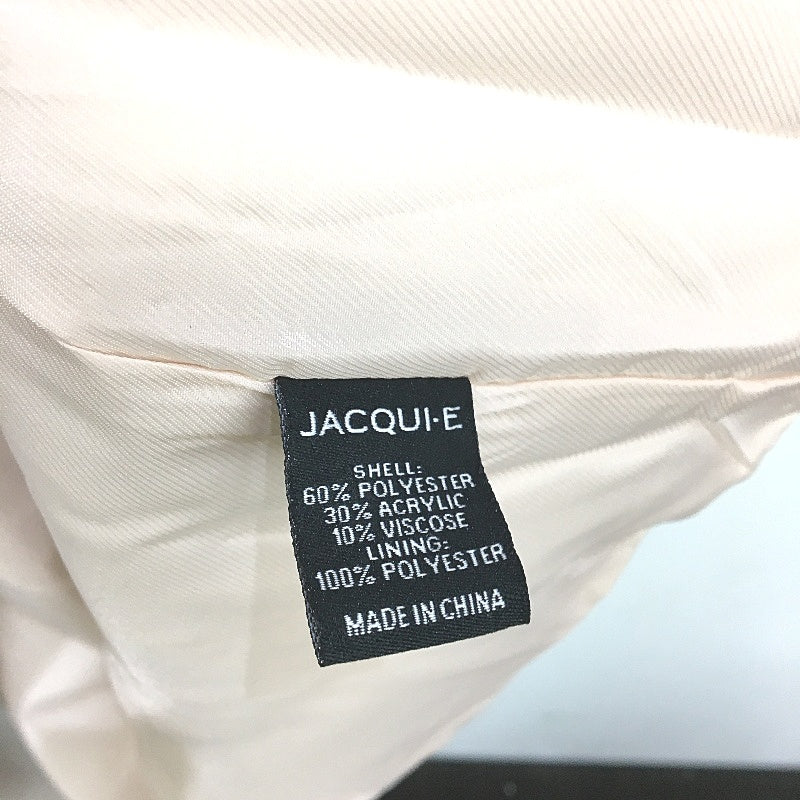 JACQUI·E
SHELL:
60% POLYESTER
30% ACRYLIC
10% VISCOSE
LINING:
100% POLYESTER
MADE IN CHINA